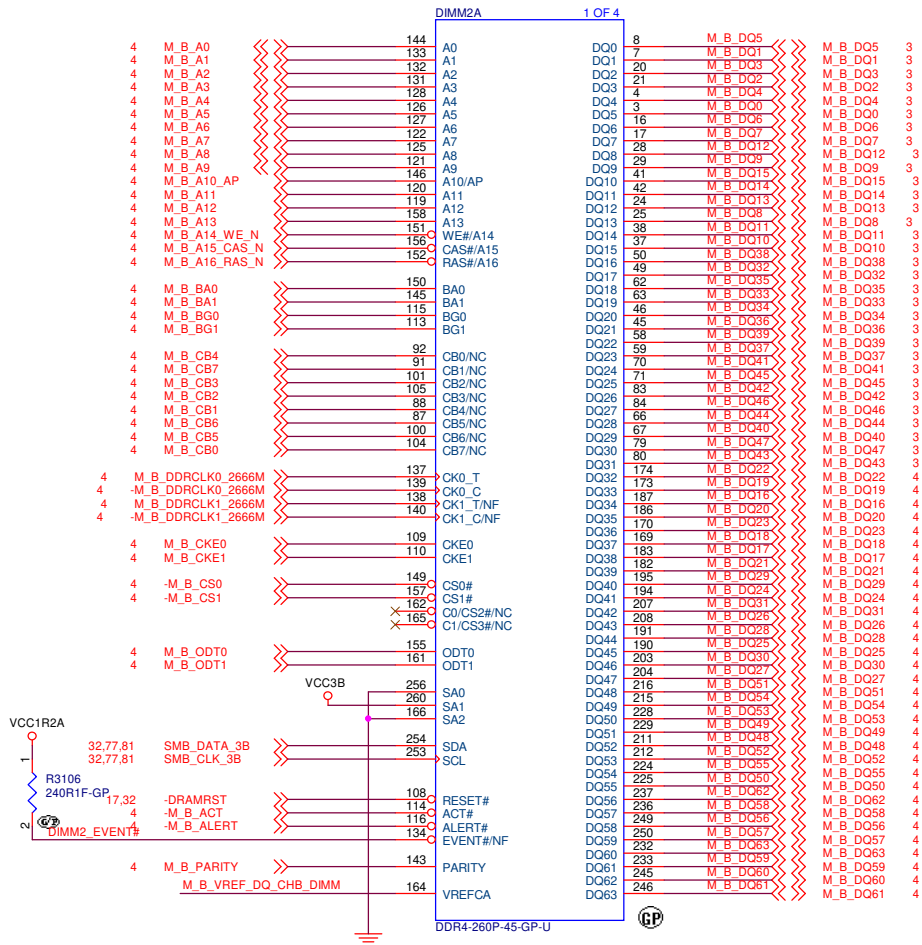 DIMM2A 1 OF 4
4 M_B_A0 144 A0 DQ0 8 M_B_DQ5 M_B_DQ5 3
4 M_B_A1 133 A1 DQ1 7 M_B_DQ1 M_B_DQ1 3
4 M_B_A2 132 A2 DQ2 20 M_B_DQ3 M_B_DQ3 3
4 M_B_A3 131 A3 DQ3 21 M_B_DQ2 M_B_DQ2 3
4 M_B_A4 128 A4 DQ4 4 M_B_DQ4 M_B_DQ4 3
4 M_B_A5 126 A5 DQ5 3 M_B_DQ0 M_B_DQ0 3
4 M_B_A6 127 A6 DQ6 16 M_B_DQ6 M_B_DQ6 3
4 M_B_A7 122 A7 DQ7 17 M_B_DQ7 M_B_DQ7 3
4 M_B_A8 125 A8 DQ8 28 M_B_DQ12 M_B_DQ12 3
4 M_B_A9 121 A9 DQ9 29 M_B_DQ9 M_B_DQ9 3
4 M_B_A10_AP 146 A10/AP DQ10 41 M_B_DQ15 M_B_DQ15 3
4 M_B_A11 120 A11 DQ11 42 M_B_DQ14 M_B_DQ14 3
4 M_B_A12 119 A12 DQ12 24 M_B_DQ13 M_B_DQ13 3
4 M_B_A13 158 A13 DQ13 25 M_B_DQ8 M_B_DQ8 3
4 M_B_A14_WE_N 151 WE#/A14 DQ14 38 M_B_DQ11 M_B_DQ11 3
4 M_B_A15_CAS_N 156 CAS#/A15 DQ15 37 M_B_DQ10 M_B_DQ10 3
4 M_B_A16_RAS_N 152 RAS#/A16 DQ16 50 M_B_DQ38 M_B_DQ38 3
DQ17 49 M_B_DQ32 M_B_DQ32 3
4 M_B_BA0 150 BA0 DQ18 62 M_B_DQ35 M_B_DQ35 3
4 M_B_BA1 145 BA1 DQ19 63 M_B_DQ33 M_B_DQ33 3
4 M_B_BG0 115 BG0 DQ20 46 M_B_DQ34 M_B_DQ34 3
4 M_B_BG1 113 BG1 DQ21 45 M_B_DQ36 M_B_DQ36 3
DQ22 58 M_B_DQ39 M_B_DQ39 3
4 M_B_CB4 92 CB0/NC DQ23 59 M_B_DQ37 M_B_DQ37 3
4 M_B_CB7 91 CB1/NC DQ24 70 M_B_DQ41 M_B_DQ41 3
4 M_B_CB3 101 CB2/NC DQ25 71 M_B_DQ45 M_B_DQ45 3
4 M_B_CB2 105 CB3/NC DQ26 83 M_B_DQ42 M_B_DQ42 3
4 M_B_CB1 88 CB4/NC DQ27 84 M_B_DQ46 M_B_DQ46 3
4 M_B_CB6 87 CB5/NC DQ28 66 M_B_DQ44 M_B_DQ44 3
4 M_B_CB5 100 CB6/NC DQ29 67 M_B_DQ40 M_B_DQ40 3
4 M_B_CB0 104 CB7/NC DQ30 79 M_B_DQ47 M_B_DQ47 3
DQ31 80 M_B_DQ43 M_B_DQ43 3
4 M_B_DDRCLK0_2666M 137 CK0_T DQ32 174 M_B_DQ22 M_B_DQ22 4
4 -M_B_DDRCLK0_2666M 139 CK0_C DQ33 173 M_B_DQ19 M_B_DQ19 4
4 M_B_DDRCLK1_2666M 138 CK1_T/NF DQ34 187 M_B_DQ16 M_B_DQ16 4
4 -M_B_DDRCLK1_2666M 140 CK1_C/NF DQ35 186 M_B_DQ20 M_B_DQ20 4
DQ36 170 M_B_DQ23 M_B_DQ23 4
4 M_B_CKE0 109 CKE0 DQ37 169 M_B_DQ18 M_B_DQ18 4
4 M_B_CKE1 110 CKE1 DQ38 183 M_B_DQ17 M_B_DQ17 4
DQ39 182 M_B_DQ21 M_B_DQ21 4
4 -M_B_CS0 149 CS0# DQ40 195 M_B_DQ29 M_B_DQ29 4
4 -M_B_CS1 157 CS1# DQ41 194 M_B_DQ24 M_B_DQ24 4
162 C0/CS2#/NC DQ42 207 M_B_DQ31 M_B_DQ31 4
165 C1/CS3#/NC DQ43 208 M_B_DQ26 M_B_DQ26 4
DQ44 191 M_B_DQ28 M_B_DQ28 4
4 M_B_ODT0 155 ODT0 DQ45 190 M_B_DQ25 M_B_DQ25 4
4 M_B_ODT1 161 ODT1 DQ46 203 M_B_DQ30 M_B_DQ30 4
VCC3B DQ47 204 M_B_DQ27 M_B_DQ27 4
256 SA0 DQ48 216 M_B_DQ51 M_B_DQ51 4
260 SA1 DQ49 215 M_B_DQ54 M_B_DQ54 4
166 SA2 DQ50 228 M_B_DQ53 M_B_DQ53 4
VCC1R2A DQ51 229 M_B_DQ49 M_B_DQ49 4
32,77,81 SMB_DATA_3B 254 SDA DQ52 211 M_B_DQ48 M_B_DQ48 4
1 32,77,81 SMB_CLK_3B 253 SCL DQ53 212 M_B_DQ52 M_B_DQ52 4
R3106 DQ54 224 M_B_DQ55 M_B_DQ55 4
240R1F-GP DQ55 225 M_B_DQ50 M_B_DQ50 4
17,32 -DRAMRST 108 RESET# DQ56 237 M_B_DQ62 M_B_DQ62 4
4 -M_B_ACT 114 ACT# DQ57 236 M_B_DQ58 M_B_DQ58 4
2 GP 4 -M_B_ALERT 116 ALERT# DQ58 249 M_B_DQ56 M_B_DQ56 4
DIMM2_EVENT# 134 EVENT#/NF DQ59 250 M_B_DQ57 M_B_DQ57 4
DQ60 232 M_B_DQ63 M_B_DQ63 4
4 M_B_PARITY 143 PARITY DQ61 233 M_B_DQ59 M_B_DQ59 4
DQ62 245 M_B_DQ60 M_B_DQ60 4
M_B_VREF_DQ_CHB_DIMM 164 VREFCA DQ63 246 M_B_DQ61 M_B_DQ61 4
DDR4-260P-45-GP-U GP